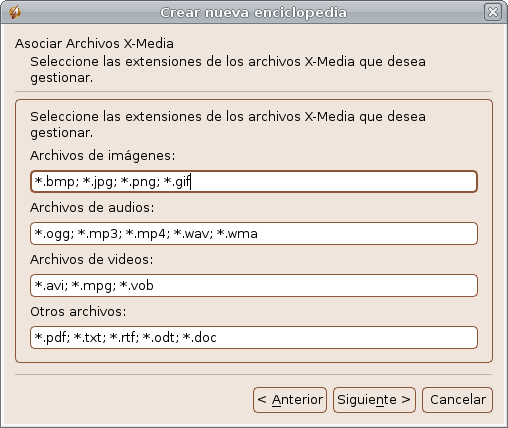 Crear nueva enciclopedia
Asociar Archivos X-Media
Seleccione las extensiones de los archivos X-Media que desea
gestionar.
Seleccione las extensiones de los archivos X-Media que desea
gestionar.
Archivos de imágenes:
*.bmp; *.jpg; *.png; *.gif
Archivos de audios:
*.ogg; *.mp3; *.mp4; *.wav; *.wma
Archivos de videos:
*.avi; *.mpg; *.vob
Otros archivos:
*.pdf; *.txt; *.rtf; *.odt; *.doc
< Anterior Siguiente > Cancelar